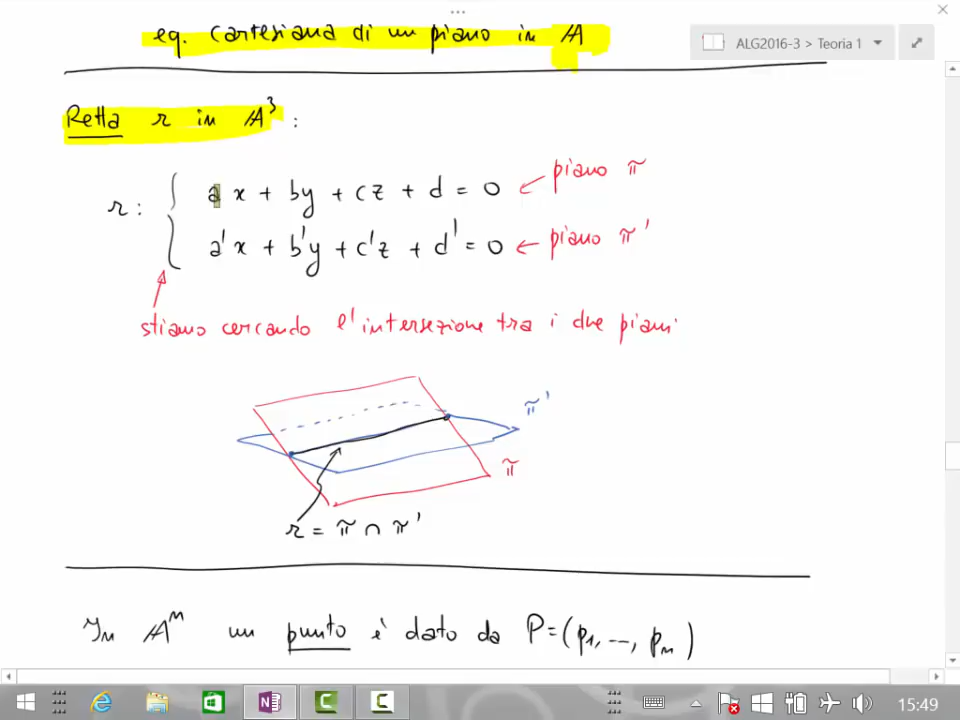 eq. cartesiana di un piano in A
ALG2016-3 > Teoria 1
Retta r in A³ :
r: { ax + by + cz + d = 0 ← piano π
a'x + b'y + c'z + d' = 0 ← piano π'
stiamo cercando l'intersezione tra i due piani
π'
π
r = π ∩ π'
In Aⁿ un punto è dato da P=(p₁, ..., pₙ)
15:49